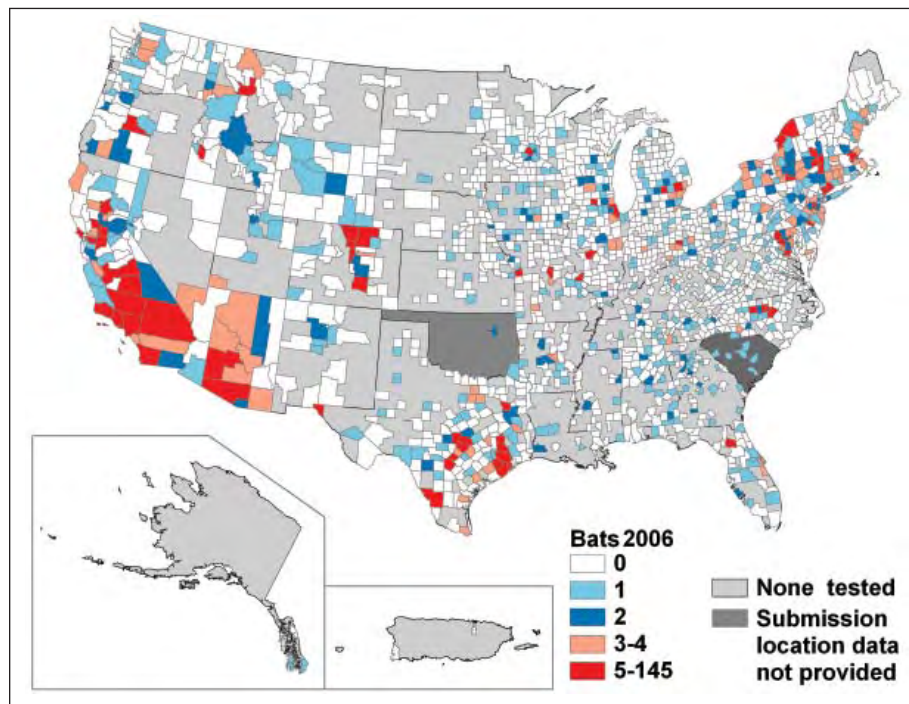 Bats 2006
0
1
2
3-4
5-145
None tested
Submission
location data
not provided